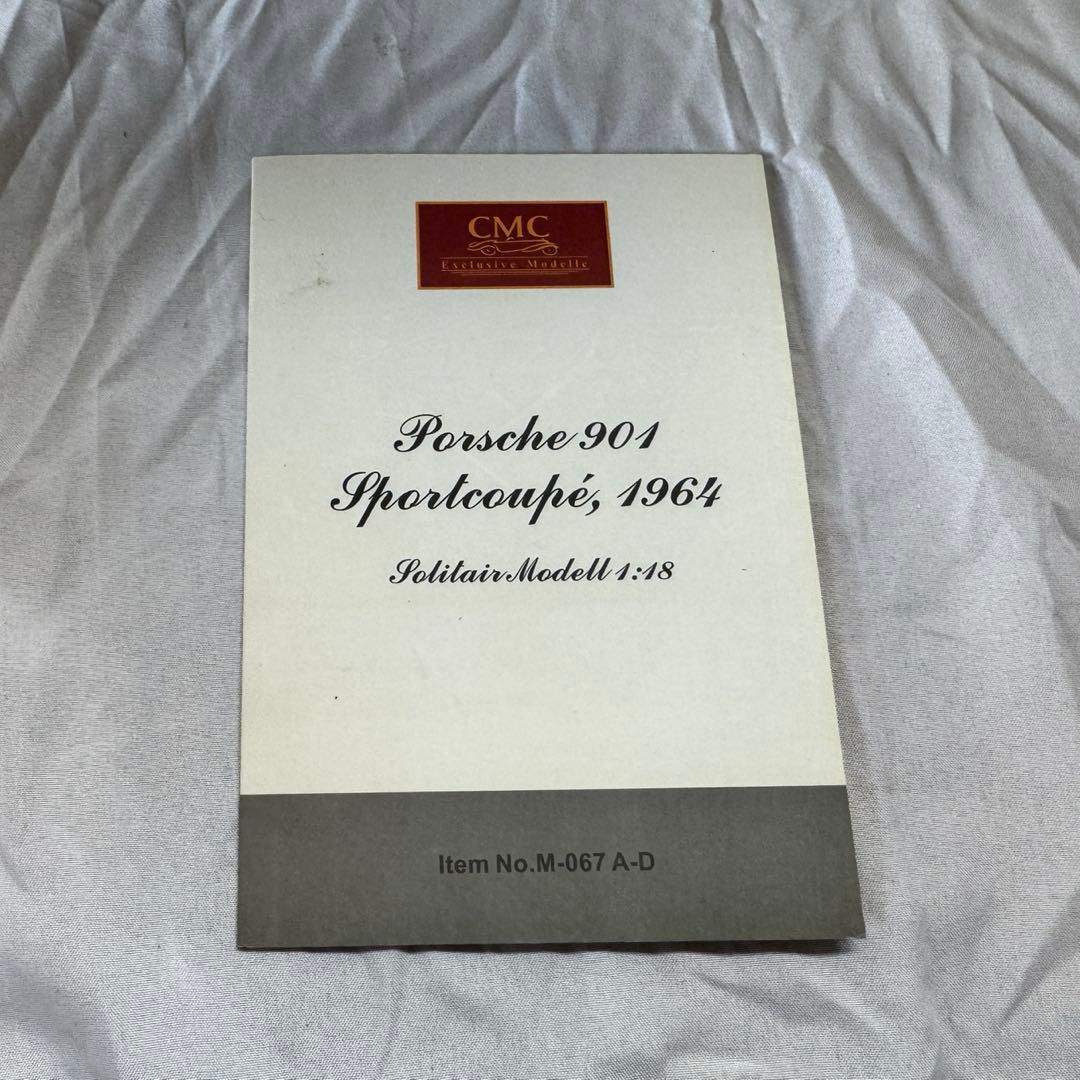 CMC
Exclusive Modelle
Porsche 901
Sportcoupé, 1964
Solitair Modell 1:18
Item No.M-067 A-D